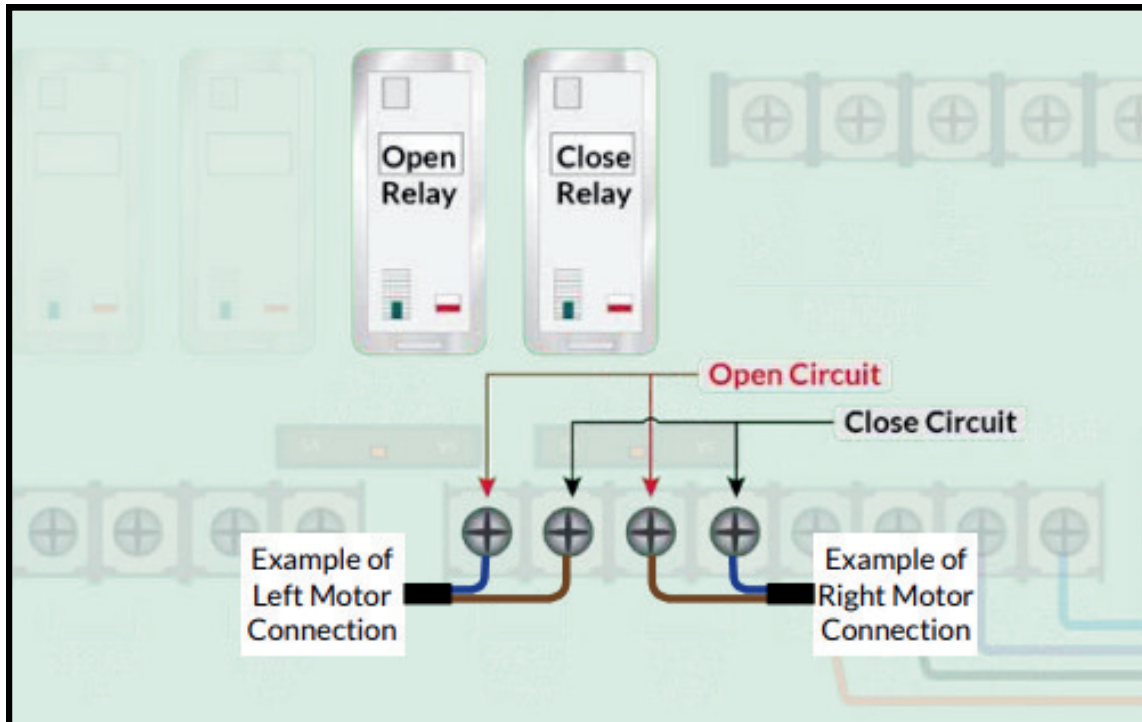 Open
Relay
Close
Relay
Open Circuit
Close Circuit
Example of
Left Motor
Connection
Example of
Right Motor
Connection